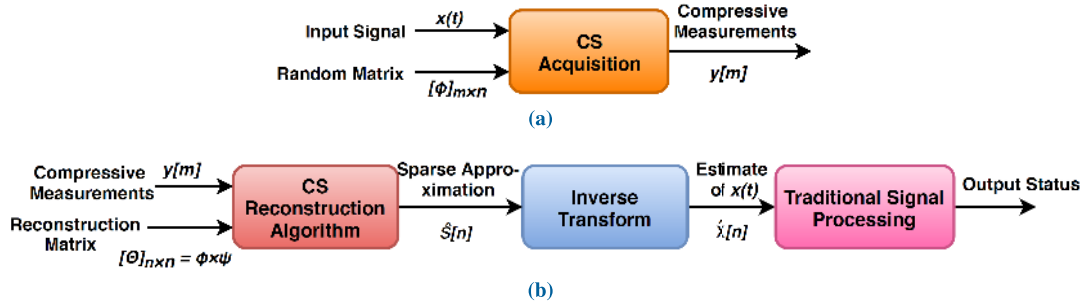 Input Signal
x(t)
Random Matrix
[ϕ]m×n
CS
Acquisition
Compressive
Measurements
y[m]
(a)
Compressive
Measurements
y[m]
Reconstruction
Matrix
[Θ]n×n = ϕ×ψ
CS
Reconstruction
Algorithm
Sparse Appro-
ximation
ŝ[n]
Inverse
Transform
Estimate
of x(t)
Traditional Signal
Processing
Output Status
(b)